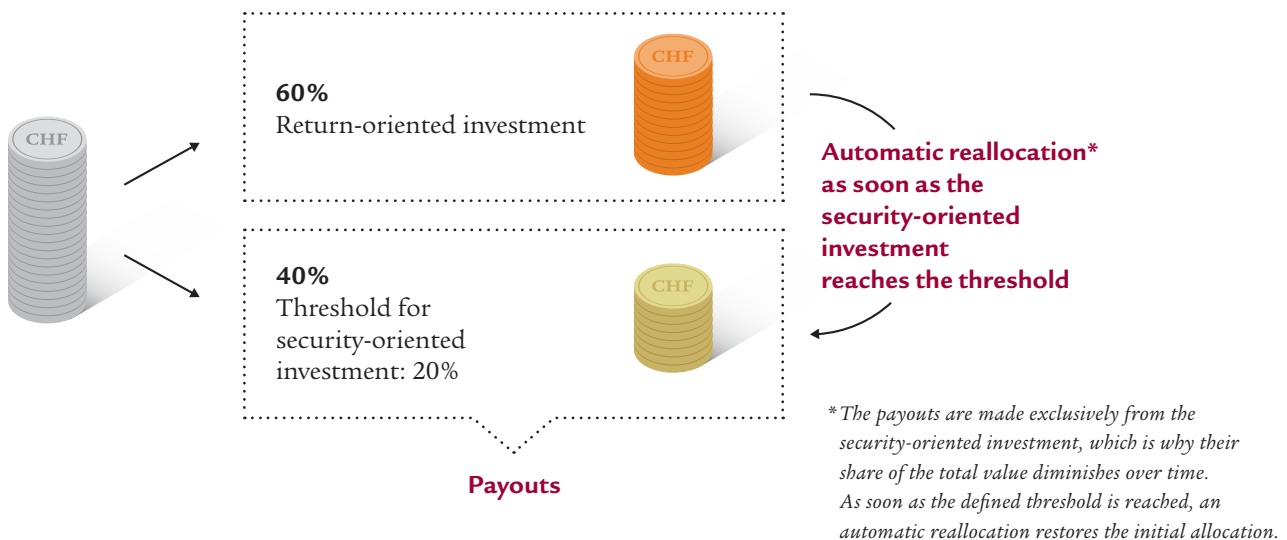 CHF
60%
Return-oriented investment
CHF
40%
Threshold for
security-oriented
investment: 20%
CHF
Automatic reallocation*
as soon as the
security-oriented
investment
reaches the threshold
Payouts
* The payouts are made exclusively from the
security-oriented investment, which is why their
share of the total value diminishes over time.
As soon as the defined threshold is reached, an
automatic reallocation restores the initial allocation.